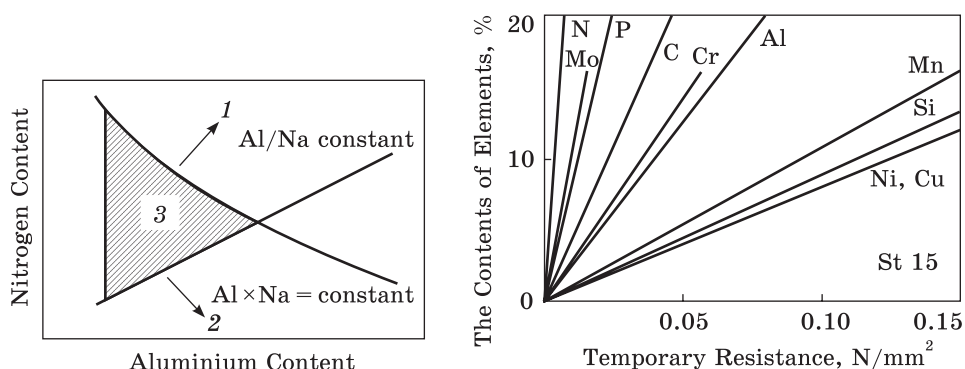 Nitrogen Content
1
Al/Na constant
3
Al×Na = constant
2
Aluminium Content
The Contents of Elements, %
20
10
0
N
P
Mo
C
Cr
Al
Mn
Si
Ni, Cu
St 15
0.05
0.10
0.15
Temporary Resistance, N/mm²